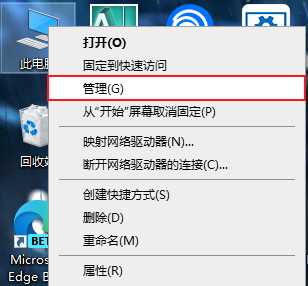 此电脑
打开(O)
固定到快速访问
管理(G)
从"开始"屏幕取消固定(P)
映射网络驱动器(N)...
断开网络驱动器的连接(C)...
创建快捷方式(S)
删除(D)
重命名(M)
属性(R)
回收站
BET
Microso
Edge B